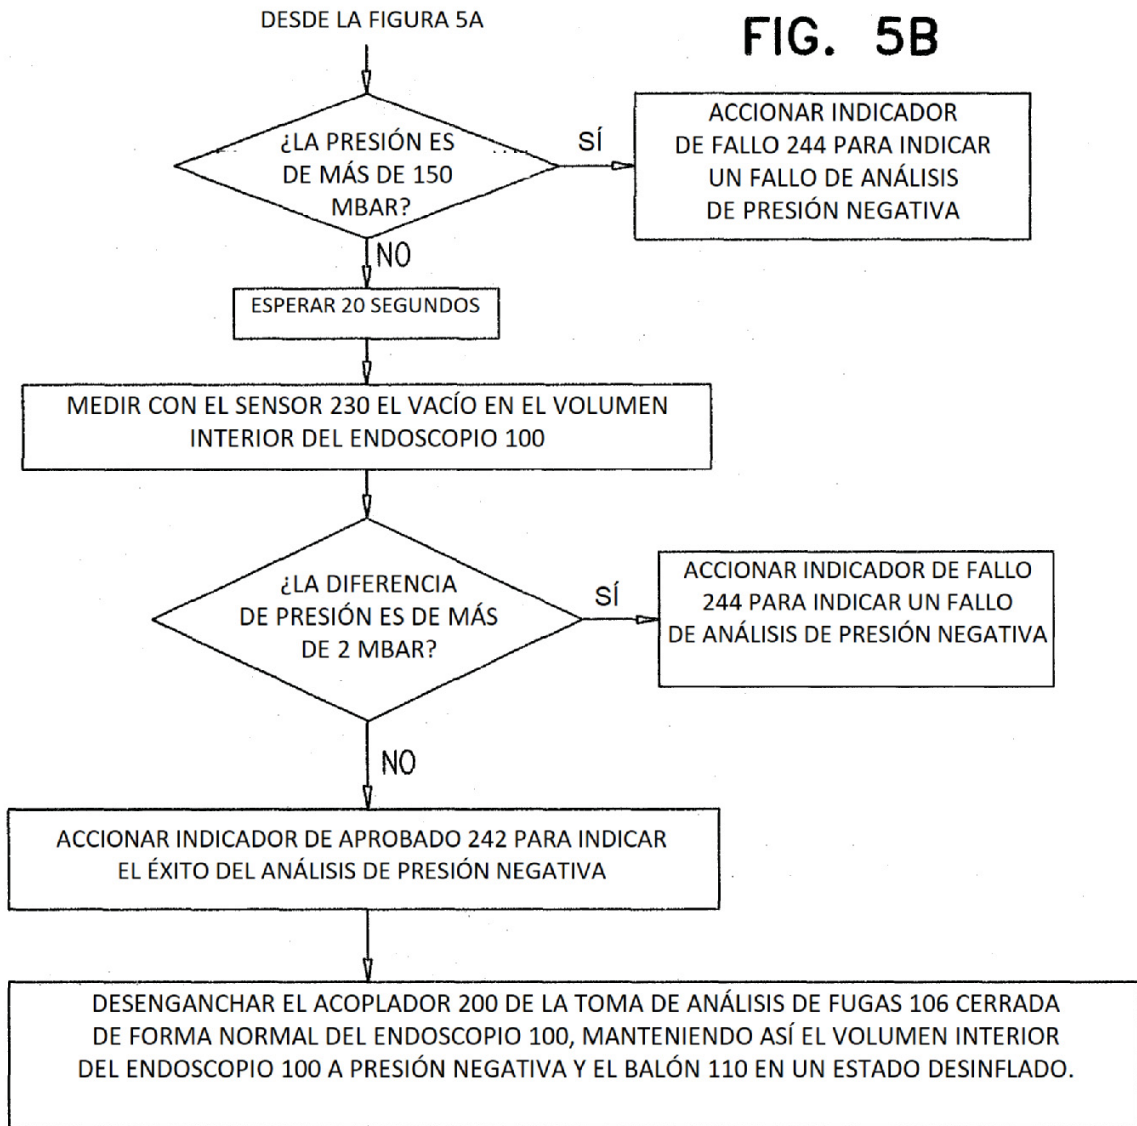 DESDE LA FIGURA 5A
FIG. 5B
¿LA PRESIÓN ES
DE MÁS DE 150
MBAR?
SÍ
ACCIONAR INDICADOR
DE FALLO 244 PARA INDICAR
UN FALLO DE ANÁLISIS
DE PRESIÓN NEGATIVA
NO
ESPERAR 20 SEGUNDOS
MEDIR CON EL SENSOR 230 EL VACÍO EN EL VOLUMEN
INTERIOR DEL ENDOSCOPIO 100
¿LA DIFERENCIA
DE PRESIÓN ES DE MÁS
DE 2 MBAR?
SÍ
ACCIONAR INDICADOR DE FALLO
244 PARA INDICAR UN FALLO
DE ANÁLISIS DE PRESIÓN NEGATIVA
NO
ACCIONAR INDICADOR DE APROBADO 242 PARA INDICAR
EL ÉXITO DEL ANÁLISIS DE PRESIÓN NEGATIVA
DESENGANCHAR EL ACOPLADOR 200 DE LA TOMA DE ANÁLISIS DE FUGAS 106 CERRADA
DE FORMA NORMAL DEL ENDOSCOPIO 100, MANTENIENDO ASÍ EL VOLUMEN INTERIOR
DEL ENDOSCOPIO 100 A PRESIÓN NEGATIVA Y EL BALÓN 110 EN UN ESTADO DESINFLADO.